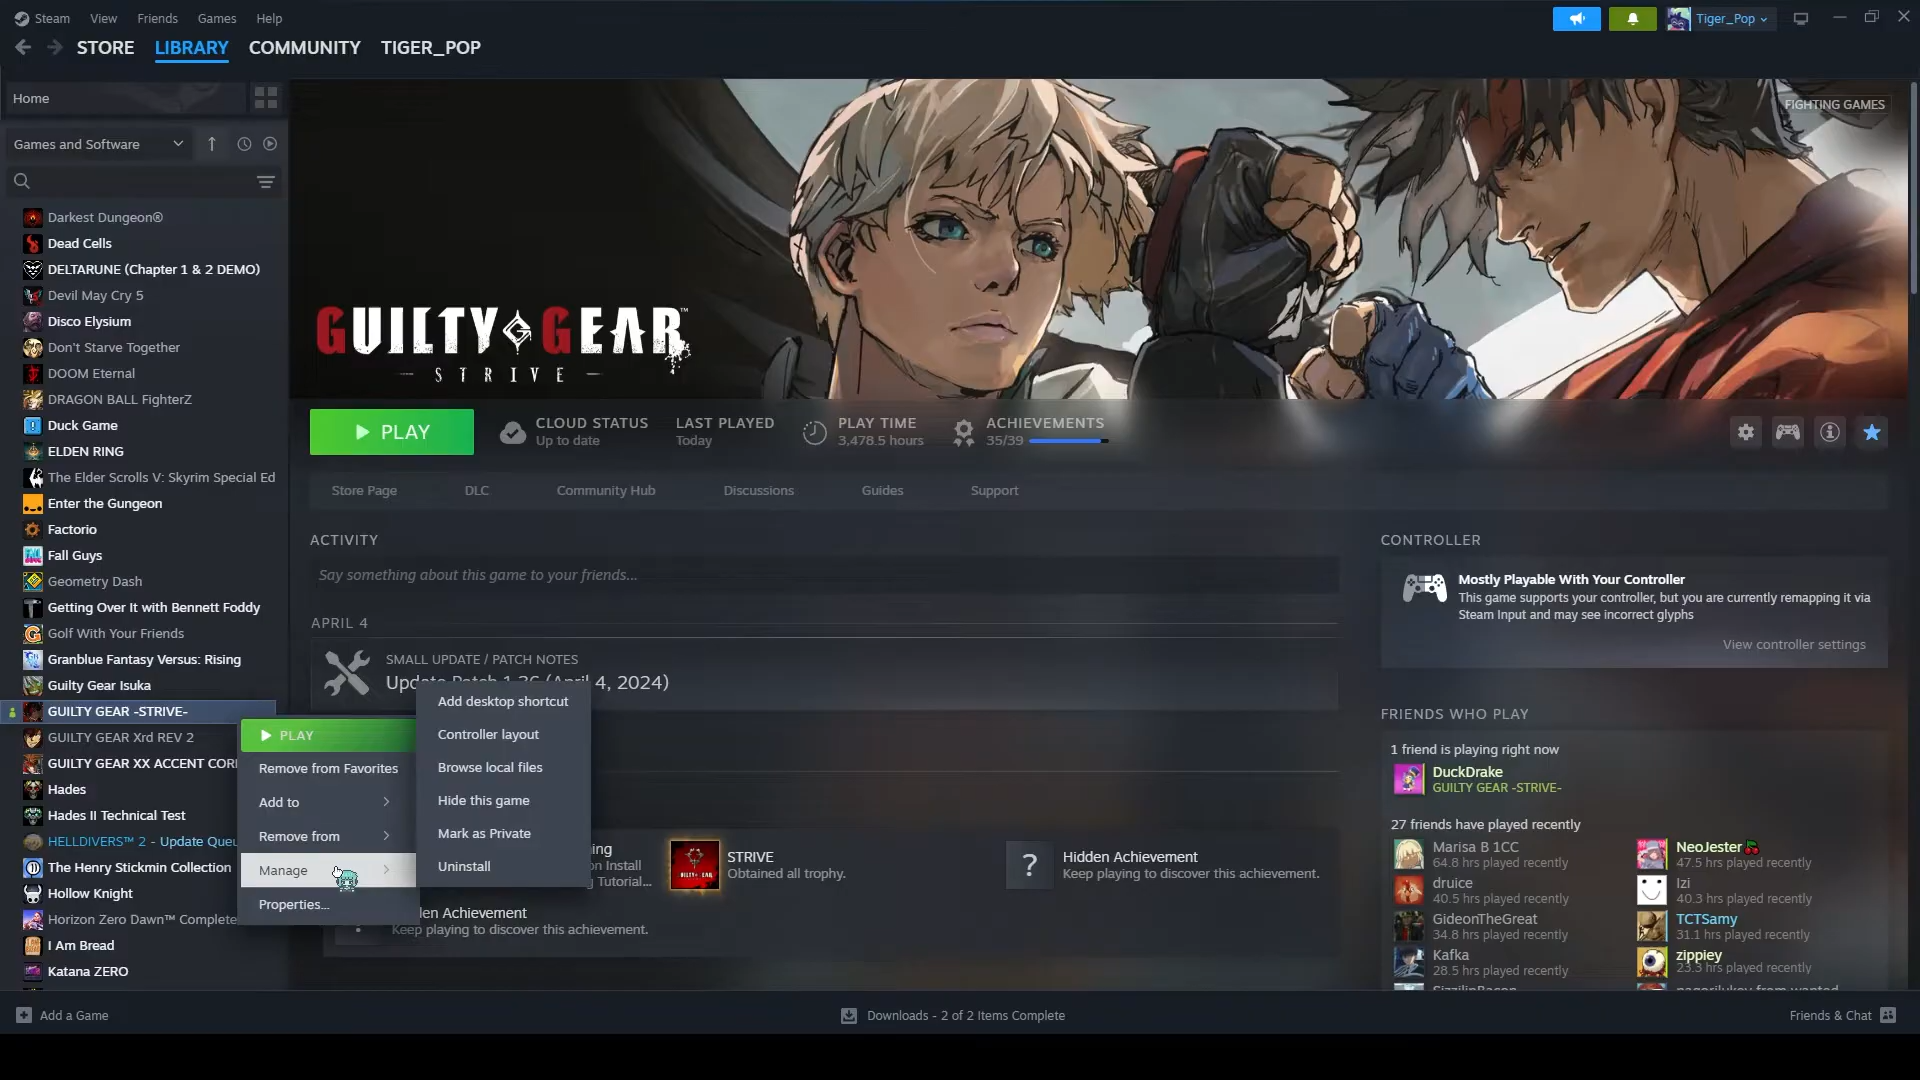 Steam
View
Friends
Games
Help
Tiger_Pop
STORE
LIBRARY
COMMUNITY
TIGER_POP
Home
Games and Software
Darkest Dungeon®
Dead Cells
DELTARUNE (Chapter 1 & 2 DEMO)
Devil May Cry 5
Disco Elysium
Don't Starve Together
DOOM Eternal
DRAGON BALL FighterZ
Duck Game
ELDEN RING
The Elder Scrolls V: Skyrim Special Ed
Enter the Gungeon
Factorio
Fall Guys
Geometry Dash
Getting Over It with Bennett Foddy
Golf With Your Friends
Granblue Fantasy Versus: Rising
Guilty Gear Isuka
GUILTY GEAR -STRIVE-
GUILTY GEAR Xrd REV 2
GUILTY GEAR XX ACCENT COR
Hades
Hades II Technical Test
HELLDIVERS™ 2 - Update Queu
The Henry Stickmin Collection
Hollow Knight
Horizon Zero Dawn™ Complete
I Am Bread
Katana ZERO
FIGHTING GAMES
GUILTY GEAR™
STRIVE
PLAY
CLOUD STATUS
Up to date
LAST PLAYED
Today
PLAY TIME
3,478.5 hours
ACHIEVEMENTS
35/39
Store Page
DLC
Community Hub
Discussions
Guides
Support
ACTIVITY
Say something about this game to your friends...
APRIL 4
SMALL UPDATE / PATCH NOTES
Update Patch 1.36 (April 4, 2024)
PLAY
Remove from Favorites
Add to
Remove from
Manage
Properties...
Add desktop shortcut
Controller layout
Browse local files
Hide this game
Mark as Private
Uninstall
ing
on Install
g Tutorial...
STRIVE
Obtained all trophy.
?
Hidden Achievement
Keep playing to discover this achievement.
den Achievement
Keep playing to discover this achievement.
CONTROLLER
Mostly Playable With Your Controller
This game supports your controller, but you are currently remapping it via
Steam Input and may see incorrect glyphs
View controller settings
FRIENDS WHO PLAY
1 friend is playing right now
DuckDrake
GUILTY GEAR -STRIVE-
27 friends have played recently
Marisa B 1CC
64.8 hrs played recently
NeoJester🍒
47.5 hrs played recently
druice
40.5 hrs played recently
Izi
40.3 hrs played recently
GideonTheGreat
34.8 hrs played recently
TCTSamy
31.1 hrs played recently
Kafka
28.5 hrs played recently
zippiey
23.3 hrs played recently
Add a Game
Downloads - 2 of 2 Items Complete
Friends & Chat